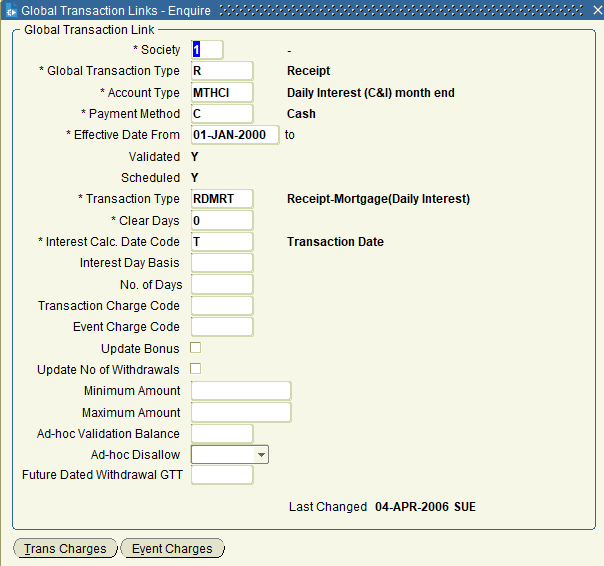 Global Transaction Links - Enquire
Global Transaction Link
* Society 1 -
* Global Transaction Type R Receipt
* Account Type MTHCI Daily Interest (C&I) month end
* Payment Method C Cash
* Effective Date From 01-JAN-2000 to
Validated Y
Scheduled Y
* Transaction Type RDMRT Receipt-Mortgage(Daily Interest)
* Clear Days 0
* Interest Calc. Date Code T Transaction Date
Interest Day Basis
No. of Days
Transaction Charge Code
Event Charge Code
Update Bonus
Update No of Withdrawals
Minimum Amount
Maximum Amount
Ad-hoc Validation Balance
Ad-hoc Disallow
Future Dated Withdrawal GTT
Last Changed 04-APR-2006 SUE
Trans Charges Event Charges